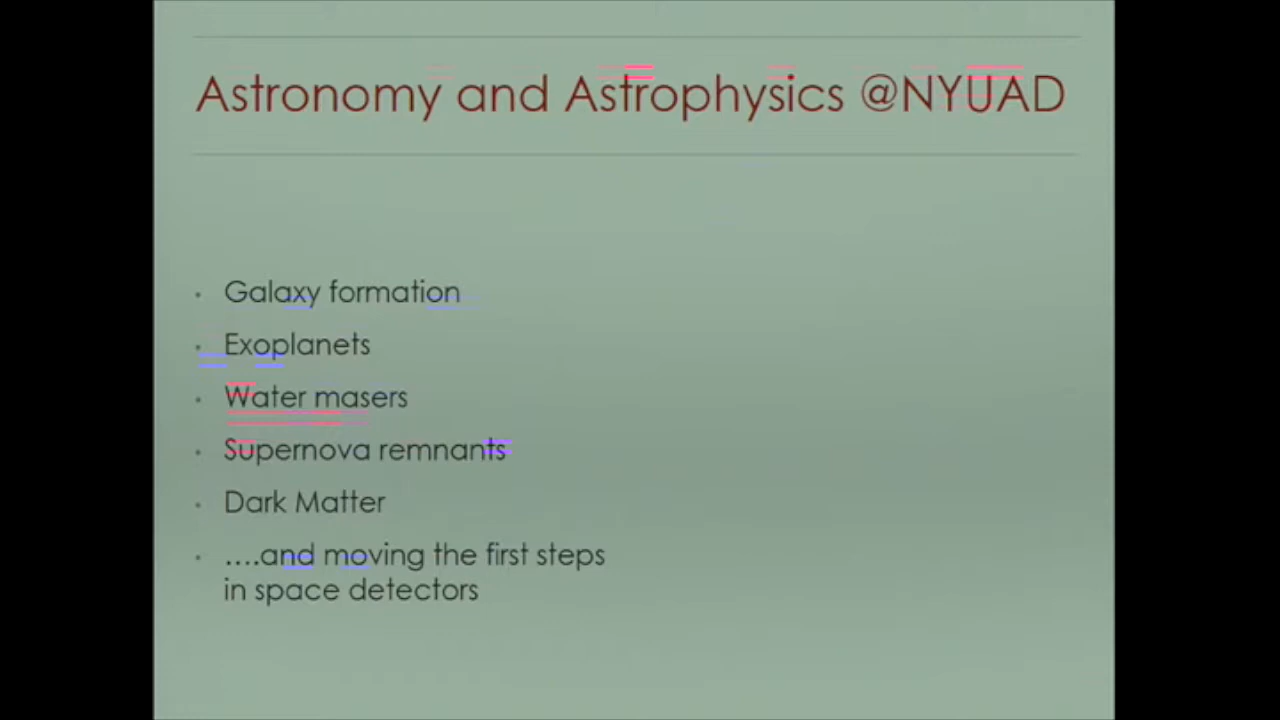 Astronomy and Astrophysics @NYUAD
• Galaxy formation
• Exoplanets
• Water masers
• Supernova remnants
• Dark Matter
• ....and moving the first steps
in space detectors